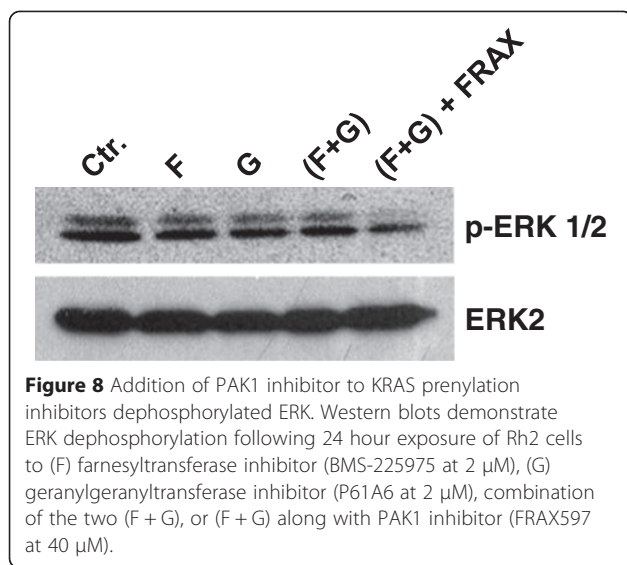 Ctr. F G (F+G) (F+G) + FRAX
p-ERK 1/2
ERK2
Figure 8 Addition of PAK1 inhibitor to KRAS prenylation
inhibitors dephosphorylated ERK. Western blots demonstrate
ERK dephosphorylation following 24 hour exposure of Rh2 cells
to (F) farnesyltransferase inhibitor (BMS-225975 at 2 μM), (G)
geranylgeranyltransferase inhibitor (P61A6 at 2 μM), combination
of the two (F + G), or (F + G) along with PAK1 inhibitor (FRAX597
at 40 μM).